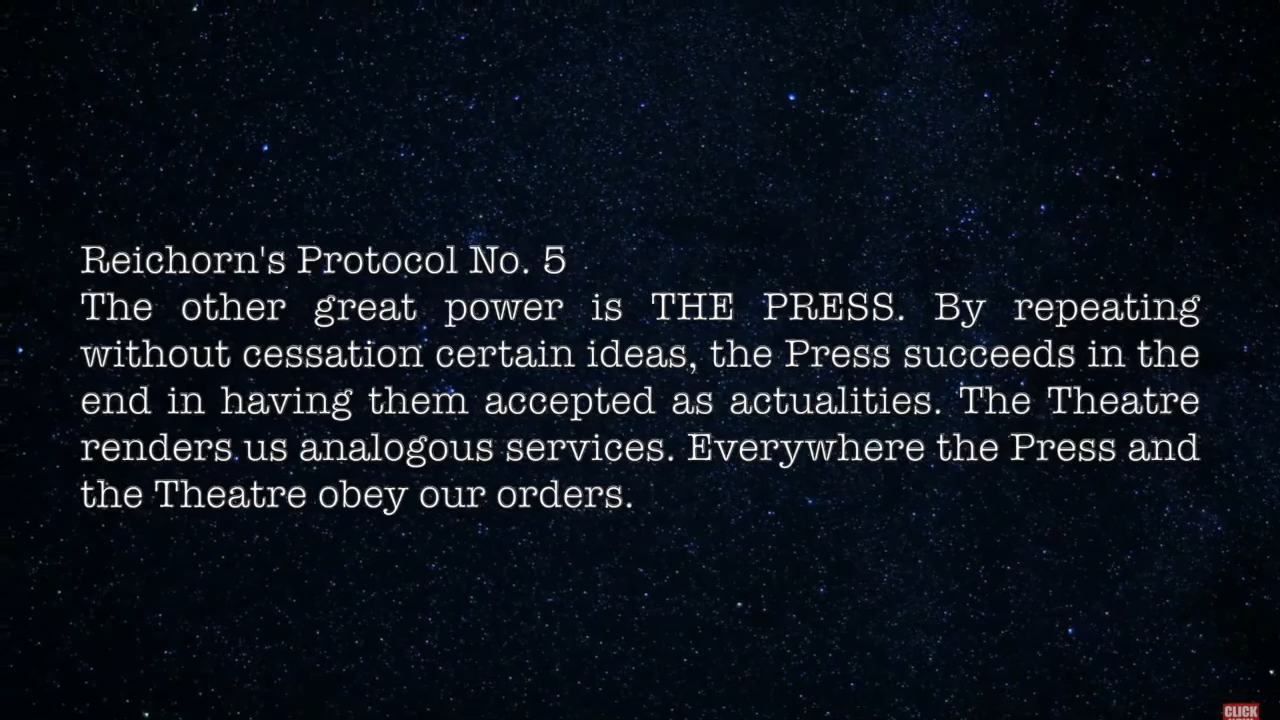 Reichorn's Protocol No. 5
The other great power is THE PRESS. By repeating
without cessation certain ideas, the Press succeeds in the
end in having them accepted as actualities. The Theatre
renders us analogous services. Everywhere the Press and
the Theatre obey our orders.
CLICK